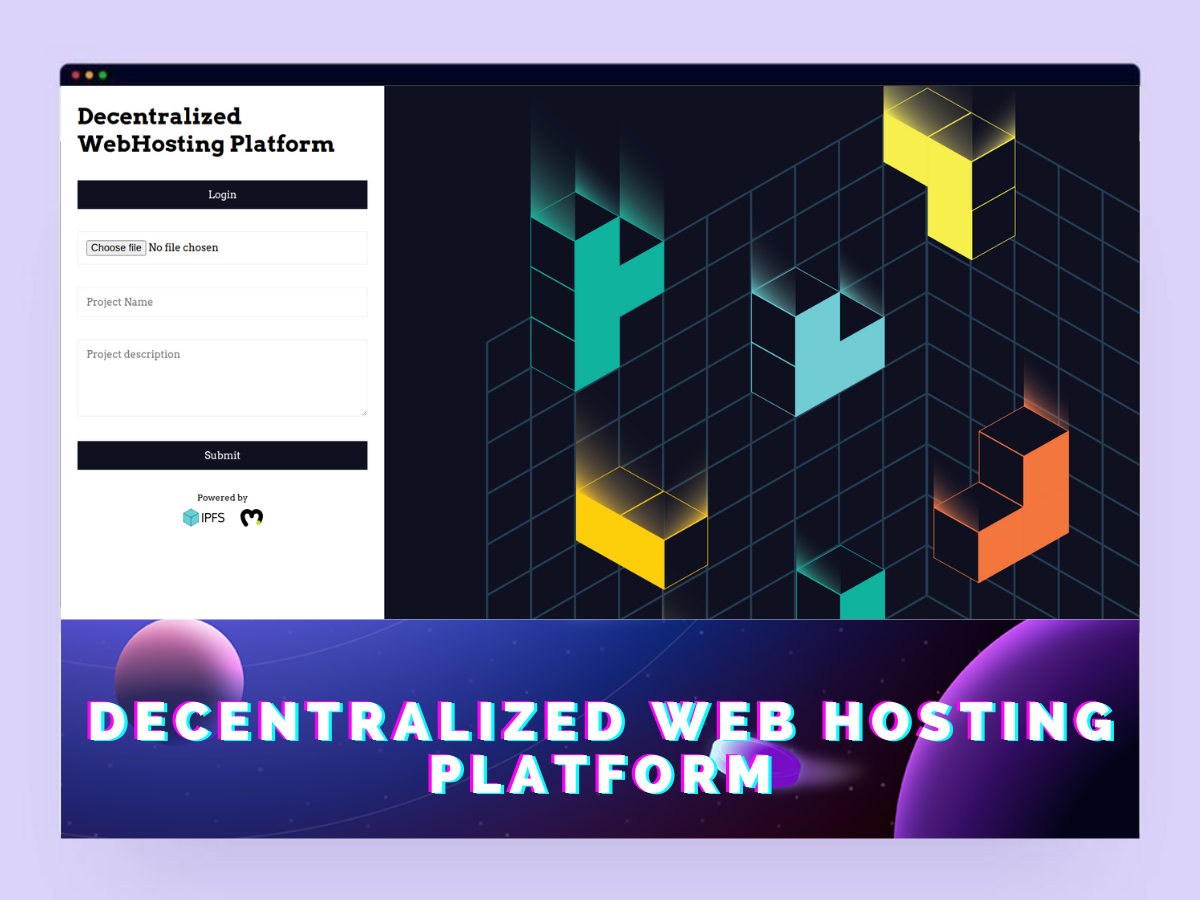 Decentralized
WebHosting Platform
Login
Choose file No file chosen
Project Name
Project description
Submit
Powered by
IPFS
DECENTRALIZED WEB HOSTING
PLATFORM